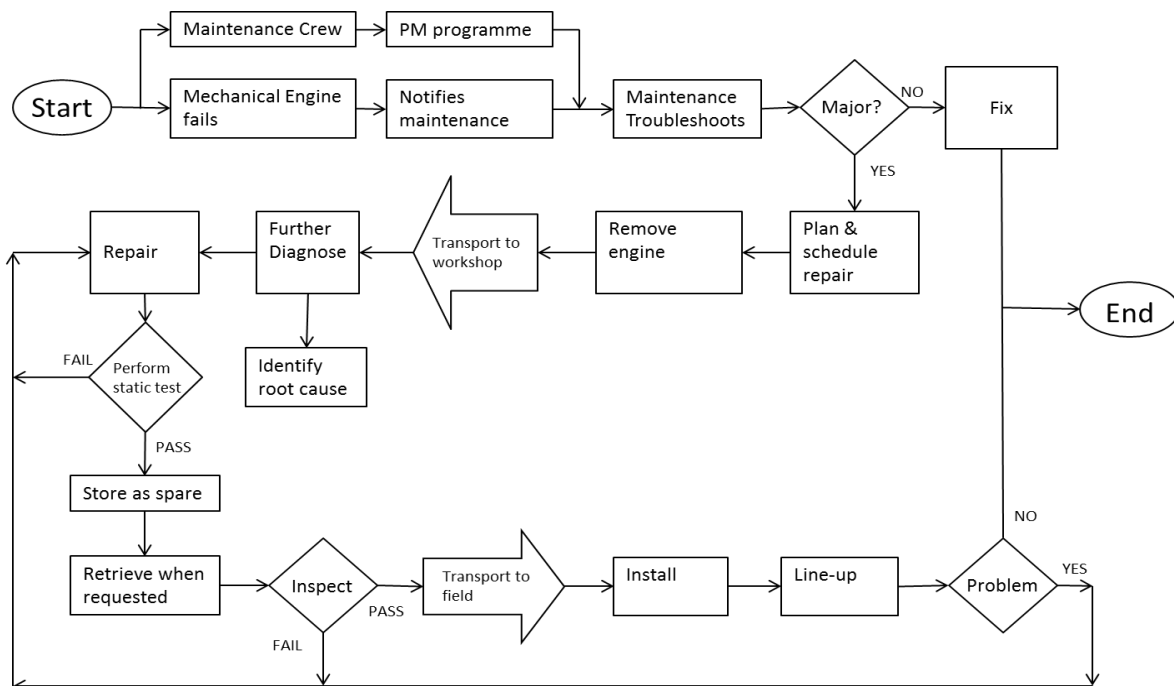 Maintenance Crew
PM programme
Start
Mechanical Engine
fails
Notifies
maintenance
Maintenance
Troubleshoots
Major?
NO
Fix
YES
Plan &
schedule
repair
Remove
engine
Transport to
workshop
Further
Diagnose
Repair
Identify
root cause
End
FAIL
Perform
static test
PASS
Store as spare
Retrieve when
requested
Inspect
PASS
FAIL
Transport to
field
Install
Line-up
Problem
NO
YES